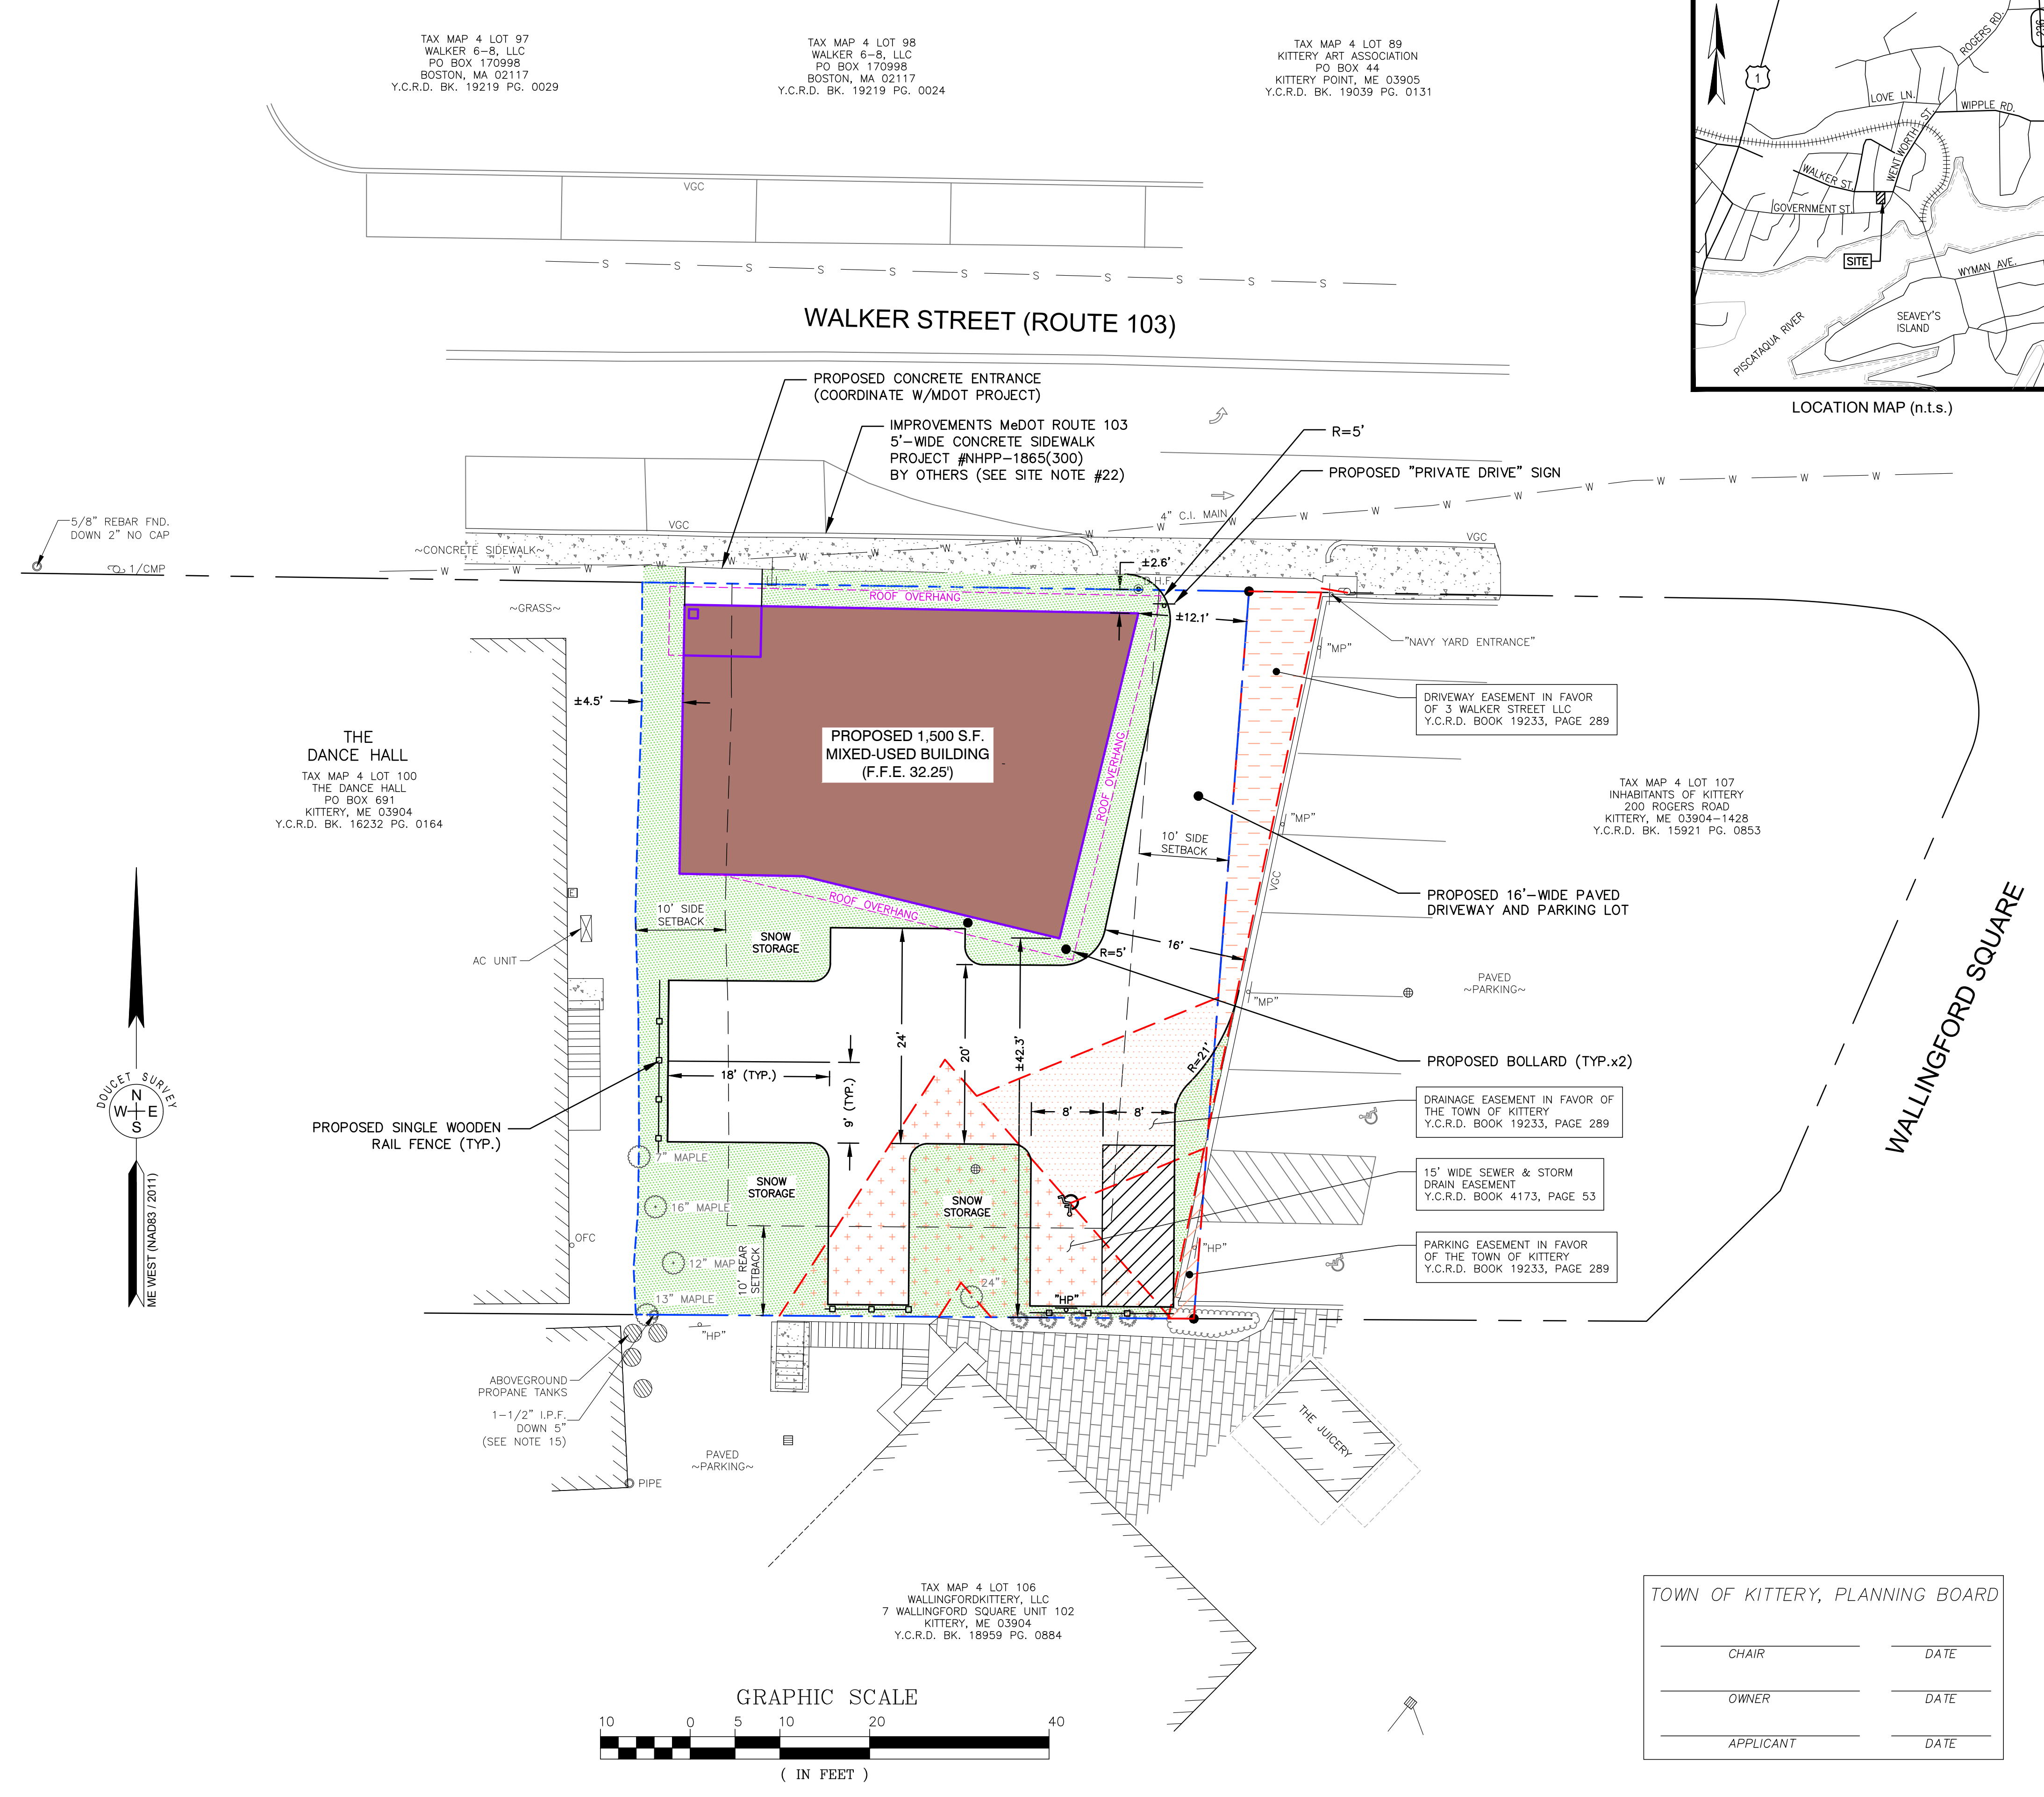 TAX MAP 4 LOT 97
WALKER 6-8, LLC
PO BOX 170998
BOSTON, MA 02117
Y.C.R.D. BK. 19219 PG. 0029
TAX MAP 4 LOT 98
WALKER 6-8, LLC
PO BOX 170998
BOSTON, MA 02117
Y.C.R.D. BK. 19219 PG. 0024
TAX MAP 4 LOT 89
KITTERY ART ASSOCIATION
PO BOX 44
KITTERY POINT, ME 03905
Y.C.R.D. BK. 19039 PG. 0131
ROGERS RD.
236
1
LOVE LN.
WIPPLE RD.
WENTWORTH ST.
WALKER ST.
GOVERNMENT ST.
SITE
WYMAN AVE.
SEAVEY'S
ISLAND
PISCATAQUA RIVER
LOCATION MAP (n.t.s.)
VGC
S S S S S S S S S S S
WALKER STREET (ROUTE 103)
PROPOSED CONCRETE ENTRANCE
(COORDINATE W/MDOT PROJECT)
IMPROVEMENTS MeDOT ROUTE 103
5'-WIDE CONCRETE SIDEWALK
PROJECT #NHPP-1865(300)
BY OTHERS (SEE SITE NOTE #22)
R=5'
PROPOSED "PRIVATE DRIVE" SIGN
W W W W W W W W W W W W W W W W W W W W W
5/8" REBAR FND.
DOWN 2" NO CAP
1/CMP
VGC
4" C.I. MAIN
VGC
~CONCRETE SIDEWALK~
~GRASS~
±2.6'
D.H.F.
ROOF OVERHANG
±12.1'
"NAVY YARD ENTRANCE"
"MP"
±4.5'
DRIVEWAY EASEMENT IN FAVOR
OF 3 WALKER STREET LLC
Y.C.R.D. BOOK 19233, PAGE 289
THE
DANCE HALL
TAX MAP 4 LOT 100
THE DANCE HALL
PO BOX 691
KITTERY, ME 03904
Y.C.R.D. BK. 16232 PG. 0164
PROPOSED 1,500 S.F.
MIXED-USED BUILDING
(F.F.E. 32.25')
ROOF OVERHANG
TAX MAP 4 LOT 107
INHABITANTS OF KITTERY
200 ROGERS ROAD
KITTERY, ME 03904-1428
Y.C.R.D. BK. 15921 PG. 0853
"MP"
10' SIDE
SETBACK
VGC
E
PROPOSED 16'-WIDE PAVED
DRIVEWAY AND PARKING LOT
ROOF OVERHANG
10' SIDE
SETBACK
SNOW
STORAGE
AC UNIT
R=5'
16'
PAVED
~PARKING~
"MP"
WALLINGFORD SQUARE
24'
20'
±42.3'
R=21'
PROPOSED BOLLARD (TYP.x2)
18' (TYP.)
9' (TYP.)
8'
8'
DOUCET SURVEY
N
W E
S
PROPOSED SINGLE WOODEN
RAIL FENCE (TYP.)
DRAINAGE EASEMENT IN FAVOR OF
THE TOWN OF KITTERY
Y.C.R.D. BOOK 19233, PAGE 289
7" MAPLE
16" MAPLE
SNOW
STORAGE
SNOW
STORAGE
15' WIDE SEWER & STORM
DRAIN EASEMENT
Y.C.R.D. BOOK 4173, PAGE 53
ME WEST (NAD83 / 2011)
OFC
12" MAP
10' REAR
SETBACK
"HP"
PARKING EASEMENT IN FAVOR
OF THE TOWN OF KITTERY
Y.C.R.D. BOOK 19233, PAGE 289
24"
13" MAPLE
"HP"
"HP"
ABOVEGROUND
PROPANE TANKS
1-1/2" I.P.F.
DOWN 5"
(SEE NOTE 15)
PAVED
~PARKING~
PIPE
THE JUICERY
TAX MAP 4 LOT 106
WALLINGFORDKITTERY, LLC
7 WALLINGFORD SQUARE UNIT 102
KITTERY, ME 03904
Y.C.R.D. BK. 18959 PG. 0884
TOWN OF KITTERY, PLANNING BOARD
CHAIR DATE
OWNER DATE
APPLICANT DATE
GRAPHIC SCALE
10 0 5 10 20 40
( IN FEET )